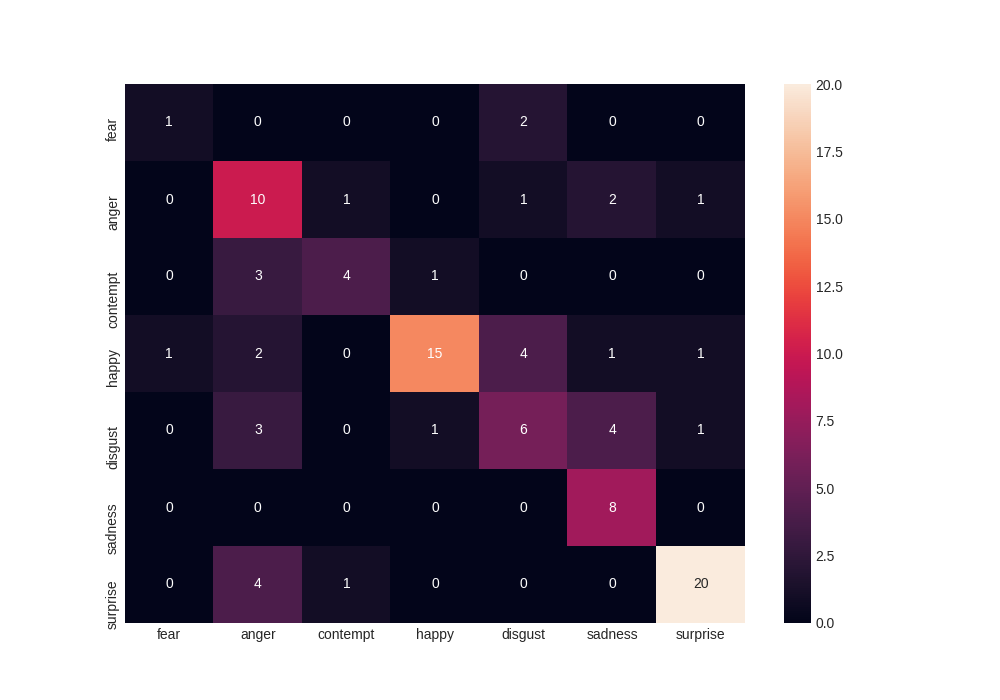 fear 1 0 0 0 2 0 0
anger 0 10 1 0 1 2 1
contempt 0 3 4 1 0 0 0
happy 1 2 0 15 4 1 1
disgust 0 3 0 1 6 4 1
sadness 0 0 0 0 0 8 0
surprise 0 4 1 0 0 0 20
fear anger contempt happy disgust sadness surprise
20.0
17.5
15.0
12.5
10.0
7.5
5.0
2.5
0.0